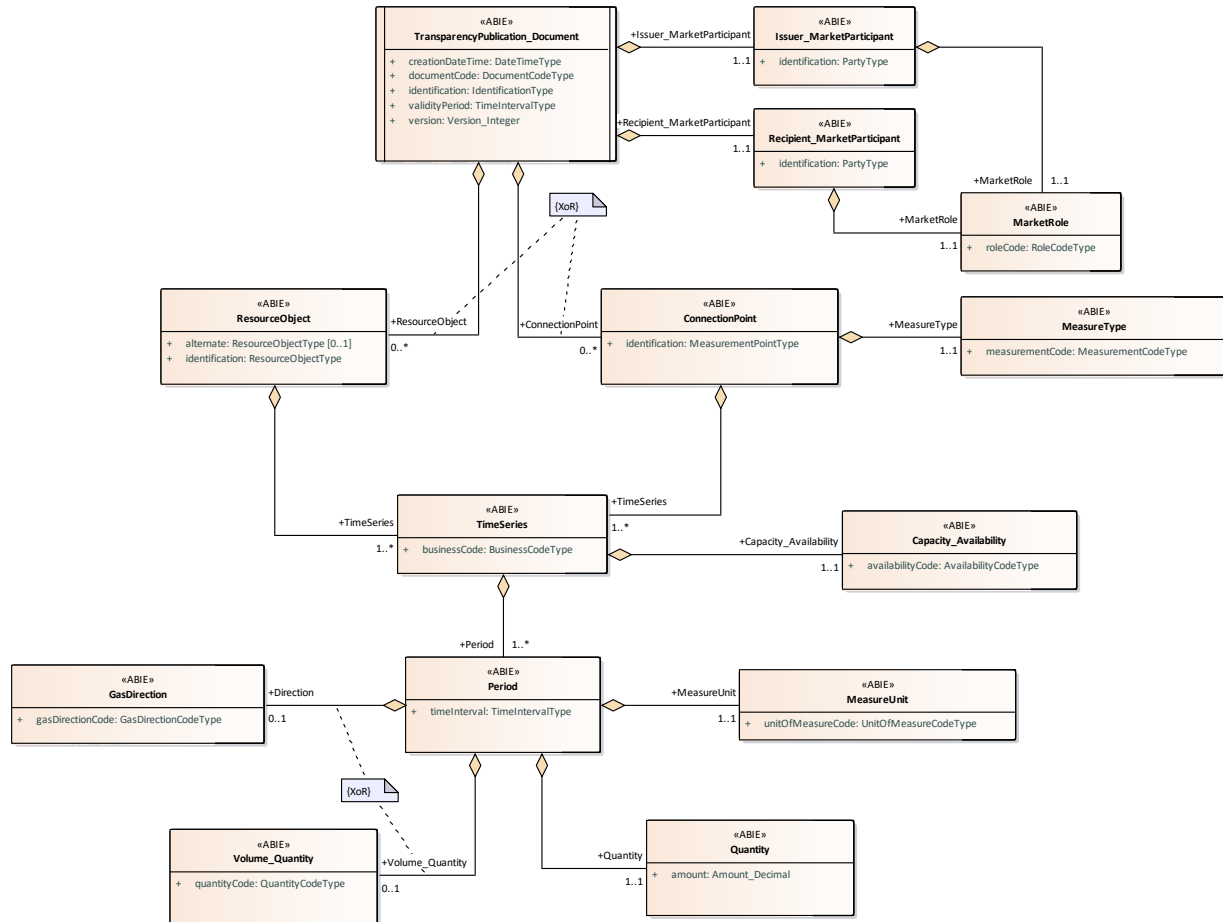 «ABIE»
TransparencyPublication_Document
+ creationDateTime: DateTimeType
+ documentCode: DocumentCodeType
+ identification: IdentificationType
+ validityPeriod: TimeIntervalType
+ version: Version_Integer
+Issuer_MarketParticipant
1..1
«ABIE»
Issuer_MarketParticipant
+ identification: PartyType
+Recipient_MarketParticipant
1..1
«ABIE»
Recipient_MarketParticipant
+ identification: PartyType
+MarketRole 1..1
+MarketRole
1..1
«ABIE»
MarketRole
+ roleCode: RoleCodeType
{XoR}
«ABIE»
ResourceObject
+ alternate: ResourceObjectType [0..1]
+ identification: ResourceObjectType
+ResourceObject
0..*
+ConnectionPoint
0..*
«ABIE»
ConnectionPoint
+ identification: MeasurementPointType
+MeasureType
1..1
«ABIE»
MeasureType
+ measurementCode: MeasurementCodeType
+TimeSeries
1..*
«ABIE»
TimeSeries
+ businessCode: BusinessCodeType
+TimeSeries
1..*
+Capacity_Availability
1..1
«ABIE»
Capacity_Availability
+ availabilityCode: AvailabilityCodeType
+Period 1..*
«ABIE»
GasDirection
+ gasDirectionCode: GasDirectionCodeType
+Direction
0..1
«ABIE»
Period
+ timeInterval: TimeIntervalType
+MeasureUnit
1..1
«ABIE»
MeasureUnit
+ unitOfMeasureCode: UnitOfMeasureCodeType
{XoR}
«ABIE»
Volume_Quantity
+ quantityCode: QuantityCodeType
+Volume_Quantity
0..1
+Quantity
1..1
«ABIE»
Quantity
+ amount: Amount_Decimal